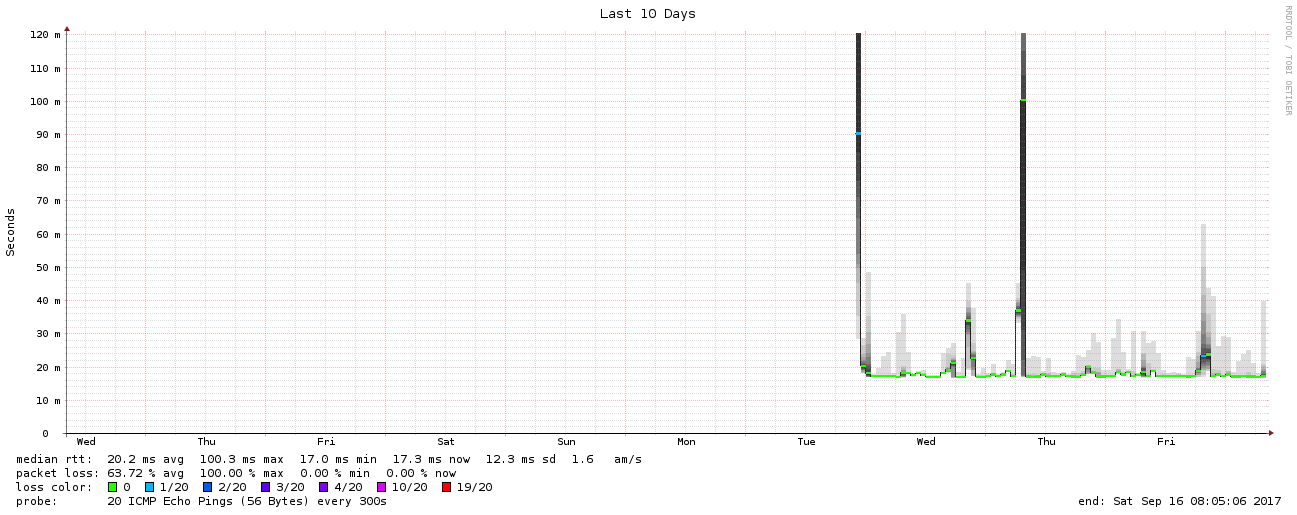 Last 10 Days
RRDTOOL / TOBI OETIKER
120 m
110 m
100 m
90 m
80 m
70 m
60 m
50 m
40 m
30 m
20 m
10 m
0
Seconds
Wed Thu Fri Sat Sun Mon Tue Wed Thu Fri
median rtt: 20.2 ms avg 100.3 ms max 17.0 ms min 17.3 ms now 12.3 ms sd 1.6 am/s
packet loss: 63.72 % avg 100.00 % max 0.00 % min 0.00 % now
loss color: 0 1/20 2/20 3/20 4/20 10/20 19/20
probe: 20 ICMP Echo Pings (56 Bytes) every 300s end: Sat Sep 16 08:05:06 2017